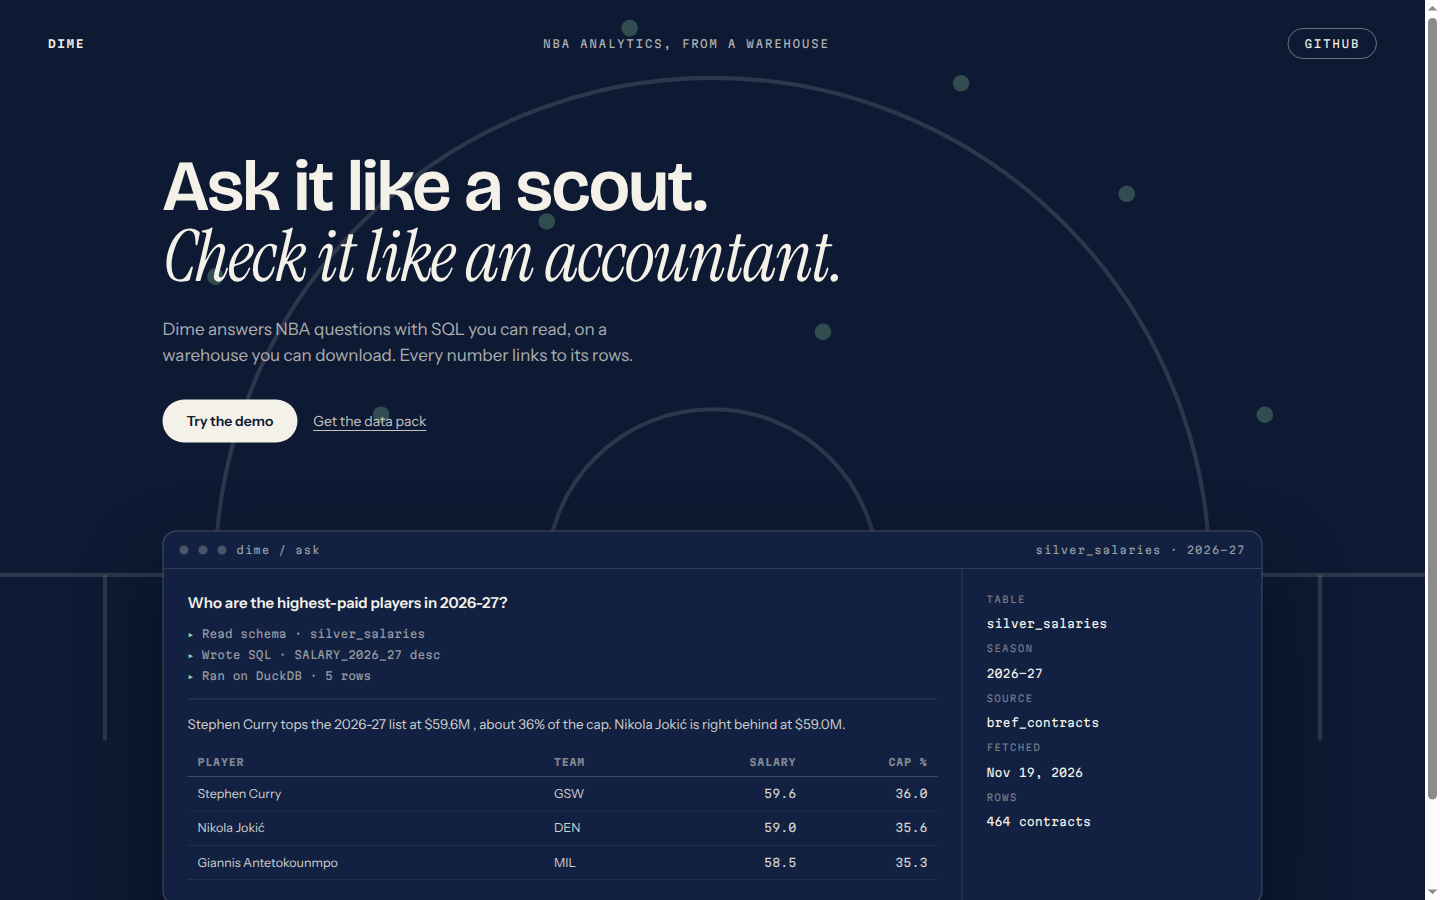 DIME
NBA ANALYTICS, FROM A WAREHOUSE
GITHUB
Ask it like a scout.
Check it like an accountant.
Dime answers NBA questions with SQL you can read, on a
warehouse you can download. Every number links to its rows.
Try the demo
Get the data pack
dime / ask
silver_salaries · 2026-27
Who are the highest-paid players in 2026-27?
▸ Read schema · silver_salaries
▸ Wrote SQL · SALARY_2026_27 desc
▸ Ran on DuckDB · 5 rows
Stephen Curry tops the 2026-27 list at $59.6M , about 36% of the cap. Nikola Jokić is right behind at $59.0M.
PLAYER TEAM SALARY CAP %
Stephen Curry GSW 59.6 36.0
Nikola Jokić DEN 59.0 35.6
Giannis Antetokounmpo MIL 58.5 35.3
TABLE
silver_salaries
SEASON
2026-27
SOURCE
bref_contracts
FETCHED
Nov 19, 2026
ROWS
464 contracts